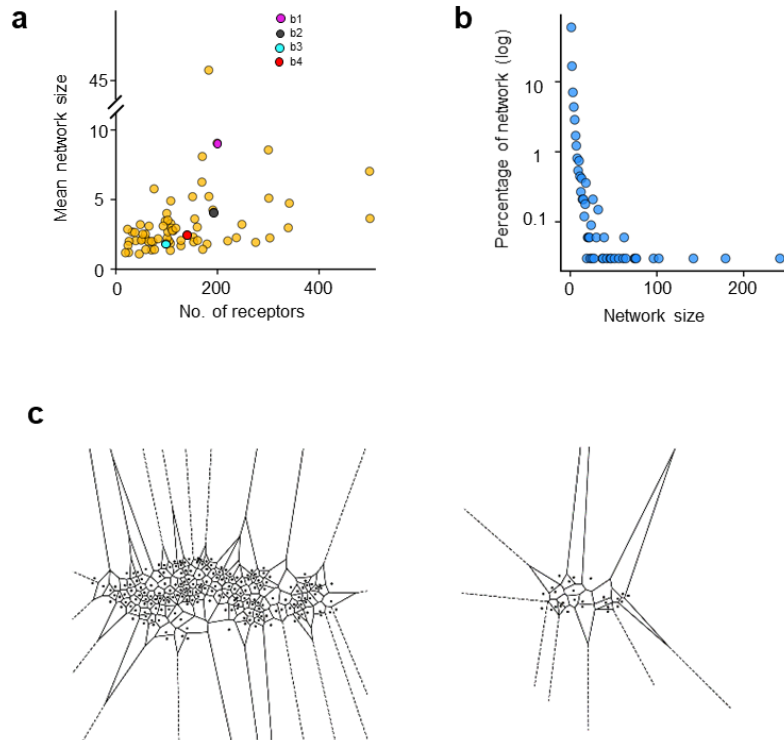 a
b1
b2
b3
b4
Mean network size
45
10
5
0
0
200
400
No. of receptors
b
Percentage of network (log)
10
1
0.1
0
100
200
Network size
c